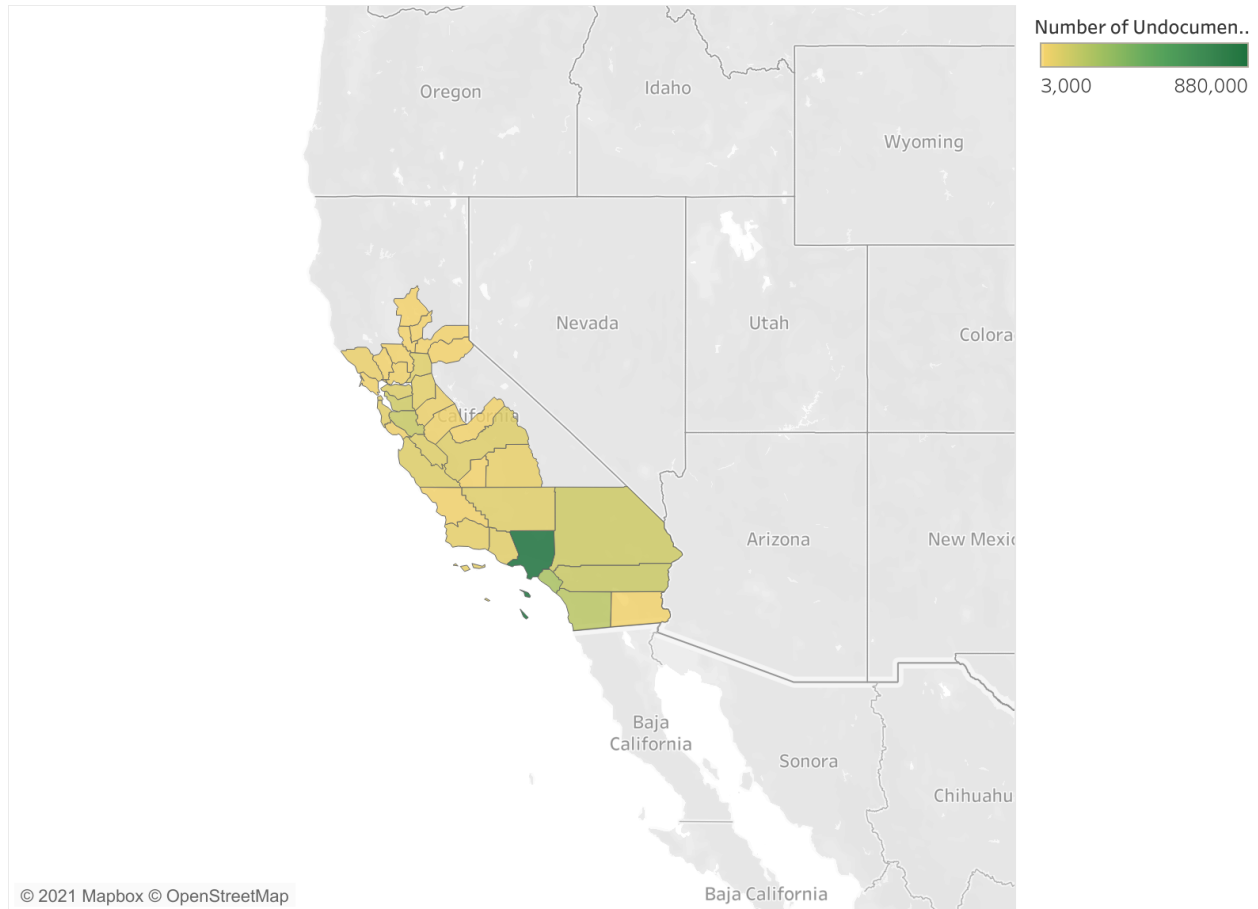 Number of Undocumen..
3,000 880,000
Oregon
Idaho
Wyoming
Nevada
Utah
Colora
California
Arizona
New Mexic
Baja
California
Sonora
Chihuahu
Baja California
© 2021 Mapbox © OpenStreetMap